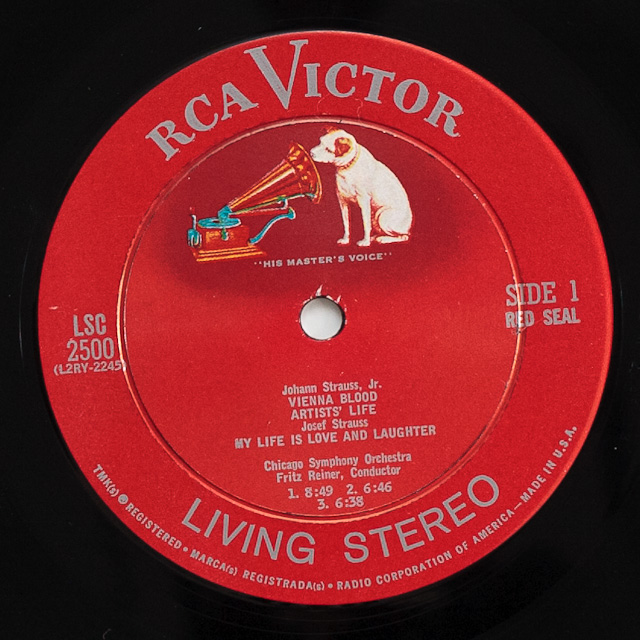 RCA VICTOR
"HIS MASTER'S VOICE"
SIDE 1
RED SEAL
LSC
2500
(L2RY-2245)
Johann Strauss, Jr.
VIENNA BLOOD
ARTISTS' LIFE
Josef Strauss
MY LIFE IS LOVE AND LAUGHTER
Chicago Symphony Orchestra
Fritz Reiner, Conductor
1. 8:49 2. 6:46
3. 6:38
LIVING STEREO
TMK(s) ® REGISTERED • MARCA(s) REGISTRADA(s) • RADIO CORPORATION OF AMERICA—MADE IN U.S.A.